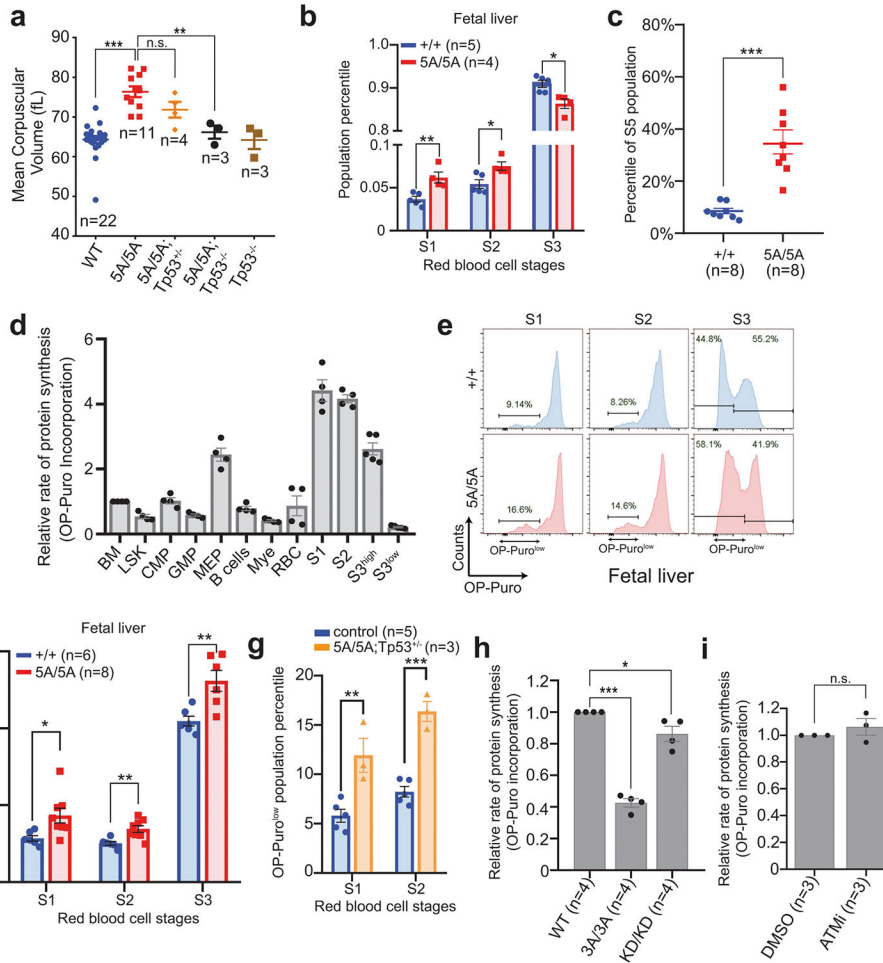 a
Mean Corpuscular
Volume (fL)
90
80
70
60
50
40
***
**
n.s.
n=22
n=11
n=4
n=3
n=3
WT
5A/5A
5A/5A;
Tp53+/-
5A/5A;
Tp53-/-
Tp53-/-
b
Fetal liver
+/+ (n=5)
5A/5A (n=4)
Population percentile
1.0
0.9
0.8
0.1
0.05
0
**
*
*
S1
S2
S3
Red blood cell stages
c
Percentile of S5 population
80%
60%
40%
20%
0%
***
+/+
(n=8)
5A/5A
(n=8)
d
Relative rate of protein synthesis
(OP-Puro Incoorporation)
6
4
2
0
BM
LSK
CMP
GMP
MEP
B cells
Mye
RBC
S1
S2
S3high
S3low
e
S1
S2
S3
+/+
9.14%
8.26%
44.8%
55.2%
5A/5A
16.6%
14.6%
58.1%
41.9%
OP-Purolow
OP-Purolow
OP-Purolow
Counts
OP-Puro
Fetal liver
Fetal liver
+/+ (n=6)
5A/5A (n=8)
*
**
**
S1
S2
S3
Red blood cell stages
g
control (n=5)
5A/5A;Tp53+/- (n=3)
OP-Purolow population percentile
20
15
10
5
0
**
***
S1
S2
Red blood cell stages
h
Relative rate of protein synthesis
(OP-Puro incorporation)
1.2
1.0
0.8
0.6
0.4
0.2
0
***
*
WT (n=4)
3A/3A (n=4)
KD/KD (n=4)
i
Relative rate of protein synthesis
(OP-Puro incorporation)
1.2
1.0
0.8
0.6
0.4
0.2
0
n.s.
DMSO (n=3)
ATMi (n=3)